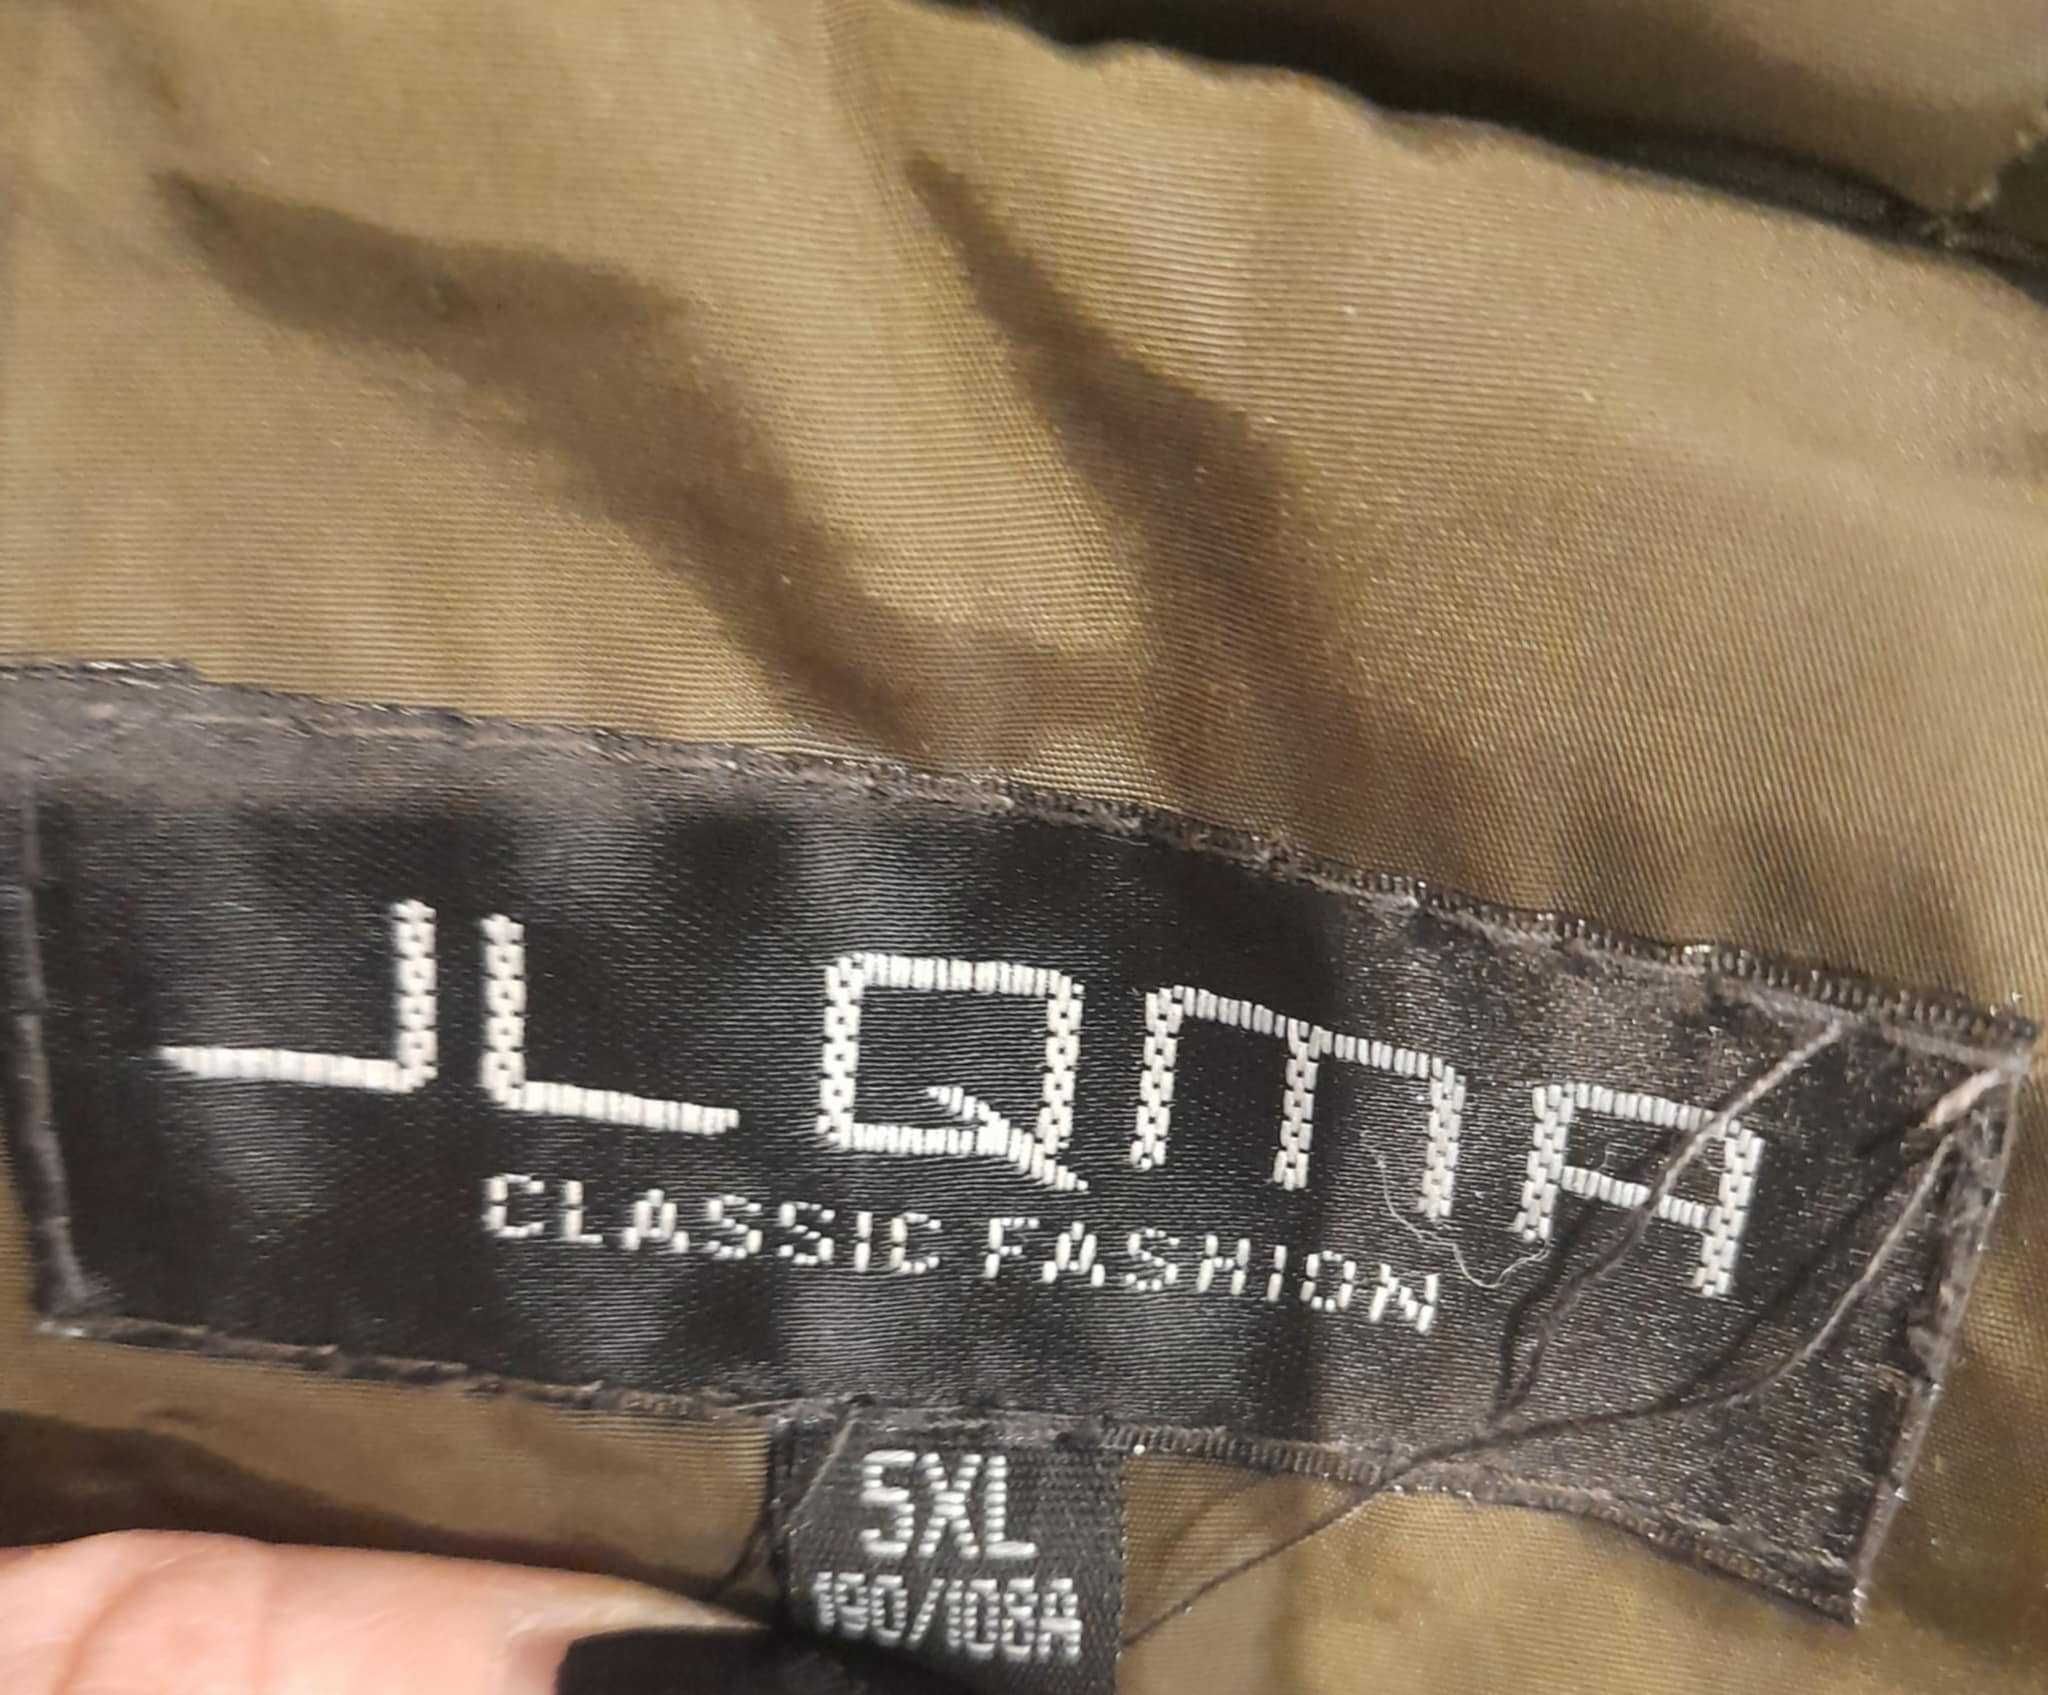 JL QMA
CLASSIC FASHION
5XL
190/108A